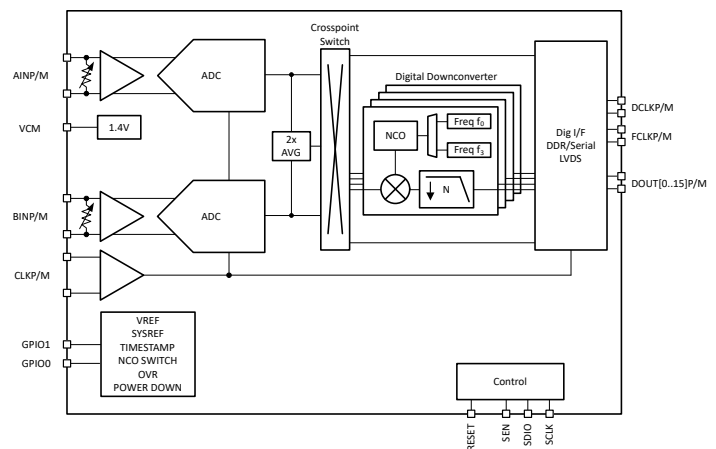 Crosspoint
Switch
AINP/M
ADC
Digital Downconverter
VCM
1.4V
2x
AVG
NCO
Freq f0
Freq f3
N
Dig I/F
DDR/Serial
LVDS
DCLKP/M
FCLKP/M
DOUT[0..15]P/M
BINP/M
ADC
CLKP/M
GPIO1
GPIO0
VREF
SYSREF
TIMESTAMP
NCO SWITCH
OVR
POWER DOWN
Control
RESET
SEN
SDIO
SCLK